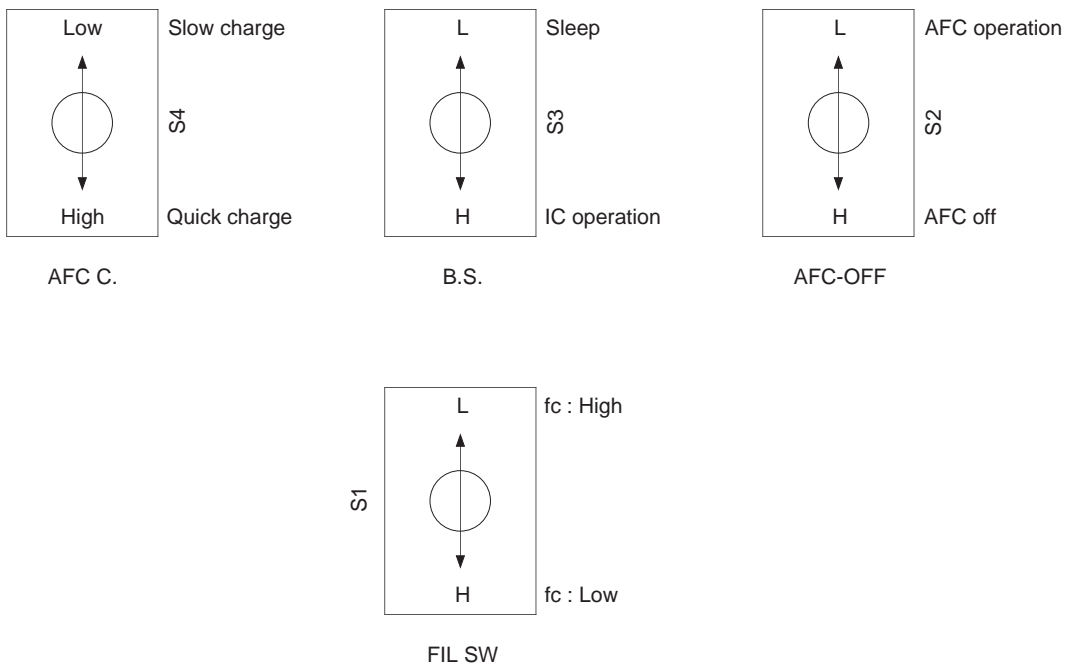 Low Slow charge
S4
High Quick charge
AFC C.
L Sleep
S3
H IC operation
B.S.
L AFC operation
S2
H AFC off
AFC-OFF
L fc : High
S1
H fc : Low
FIL SW